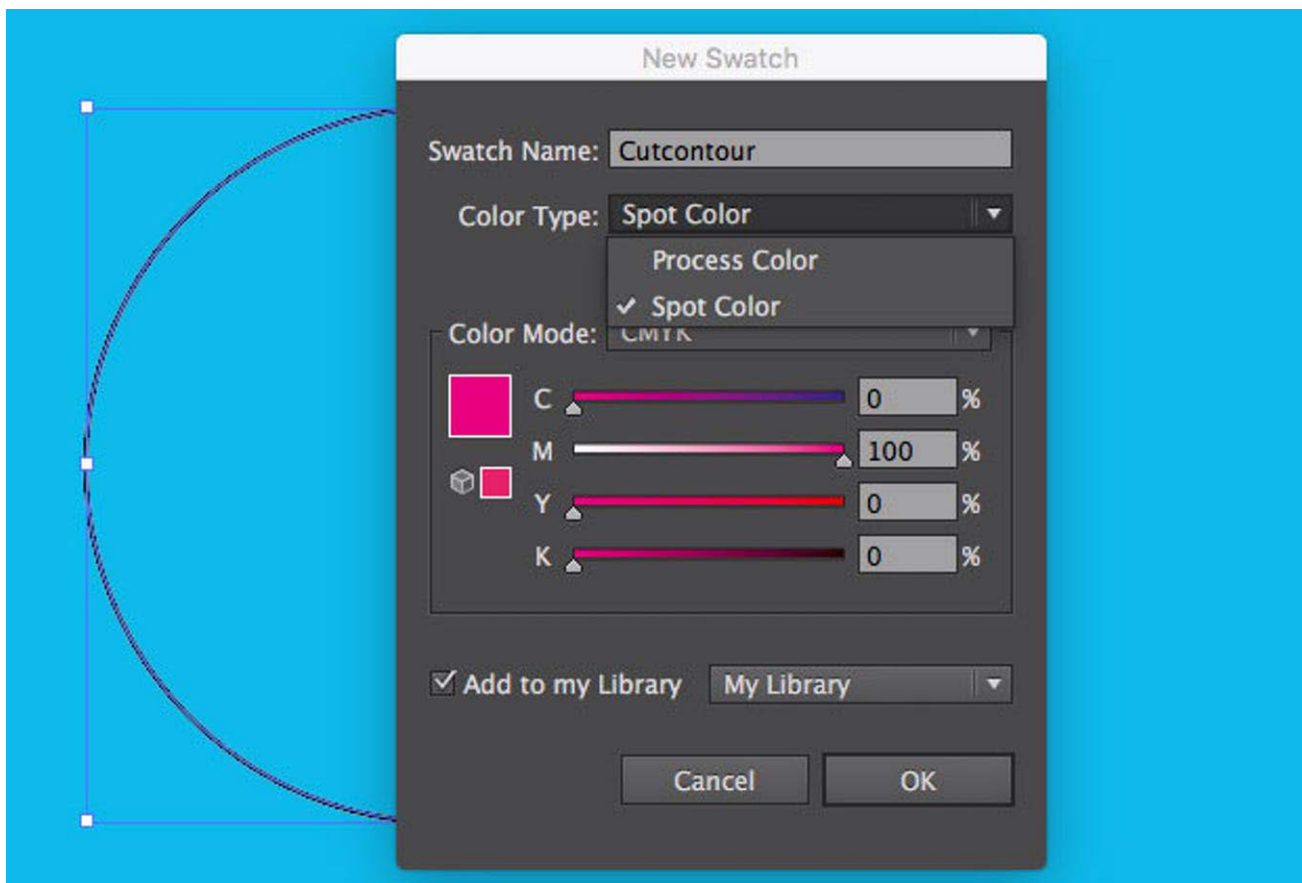 New Swatch
Swatch Name: Cutcontour
Color Type: Spot Color
Process Color
✓ Spot Color
Color Mode: CMYK
C 0 %
M 100 %
Y 0 %
K 0 %
Add to my Library My Library
Cancel OK